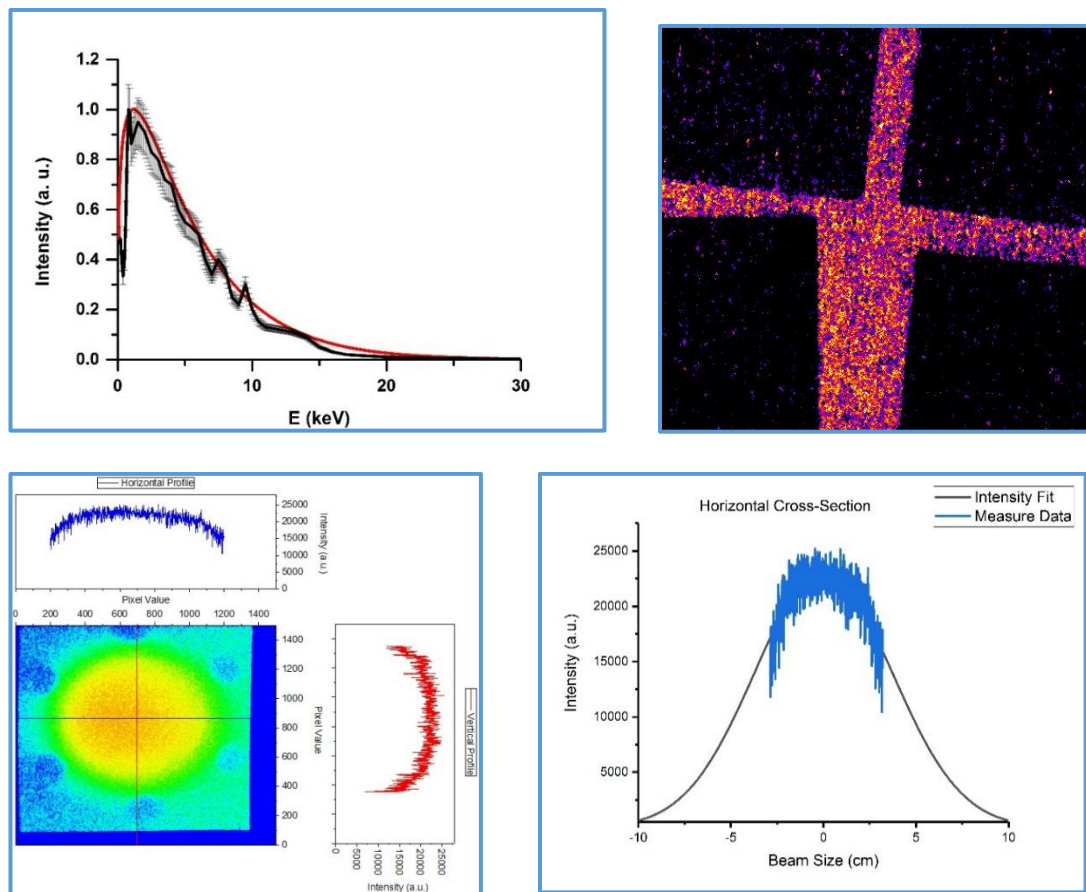 1.2
1.0
0.8
0.6
0.4
0.2
0.0
Intensity (a. u.)
0 10 20 30
E (keV)
Horizontal Profile
25000
20000
15000
10000
5000
0
Intensity (a.u.)
Pixel Value
0 200 400 600 800 1000 1200 1400
1400
1200
1000
800
600
400
200
0
Pixel Value
Vertical Profile
0 5000 10000 15000 20000 25000
Intensity (a.u.)
Horizontal Cross-Section
Intensity Fit
Measure Data
25000
20000
15000
10000
5000
Intensity (a.u.)
-10 -5 0 5 10
Beam Size (cm)